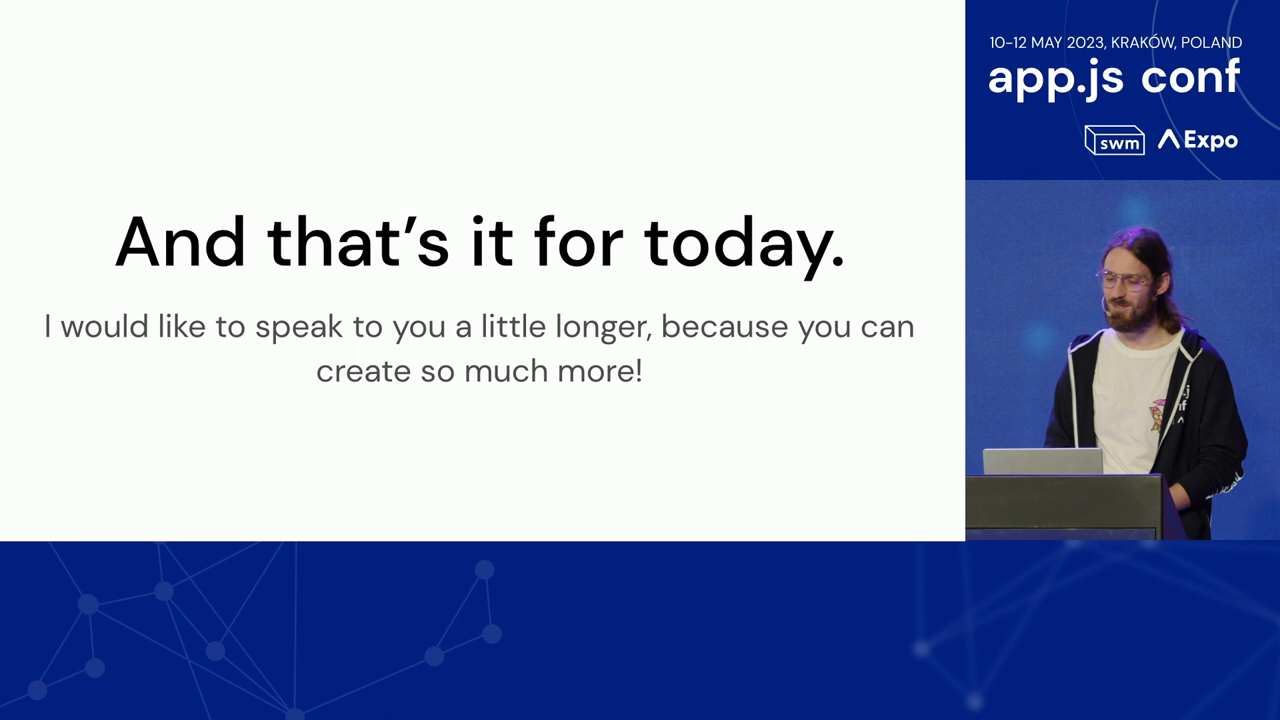 And that’s it for today.
I would like to speak to you a little longer, because you can
create so much more!
10-12 MAY 2023, KRAKÓW, POLAND
app.js conf
swm
Expo